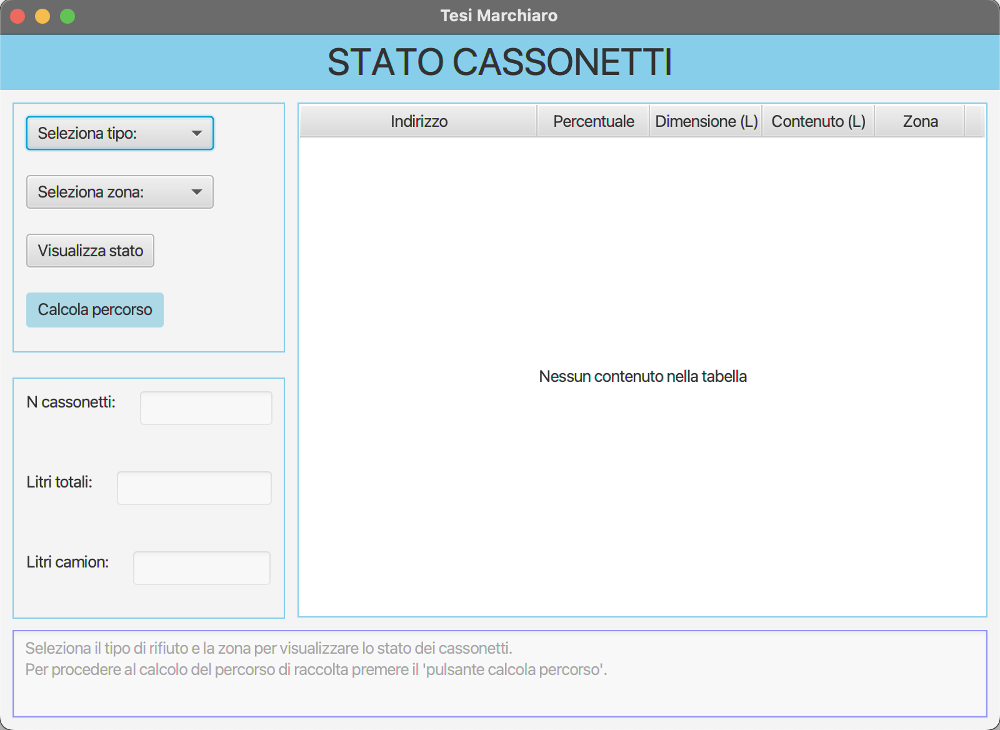 Tesi Marchiaro
STATO CASSONETTI
Seleziona tipo:
Seleziona zona:
Visualizza stato
Calcola percorso
N cassonetti:
Litri totali:
Litri camion:
Indirizzo Percentuale Dimensione (L) Contenuto (L) Zona
Nessun contenuto nella tabella
Seleziona il tipo di rifiuto e la zona per visualizzare lo stato dei cassonetti.
Per procedere al calcolo del percorso di raccolta premere il 'pulsante calcola percorso'.